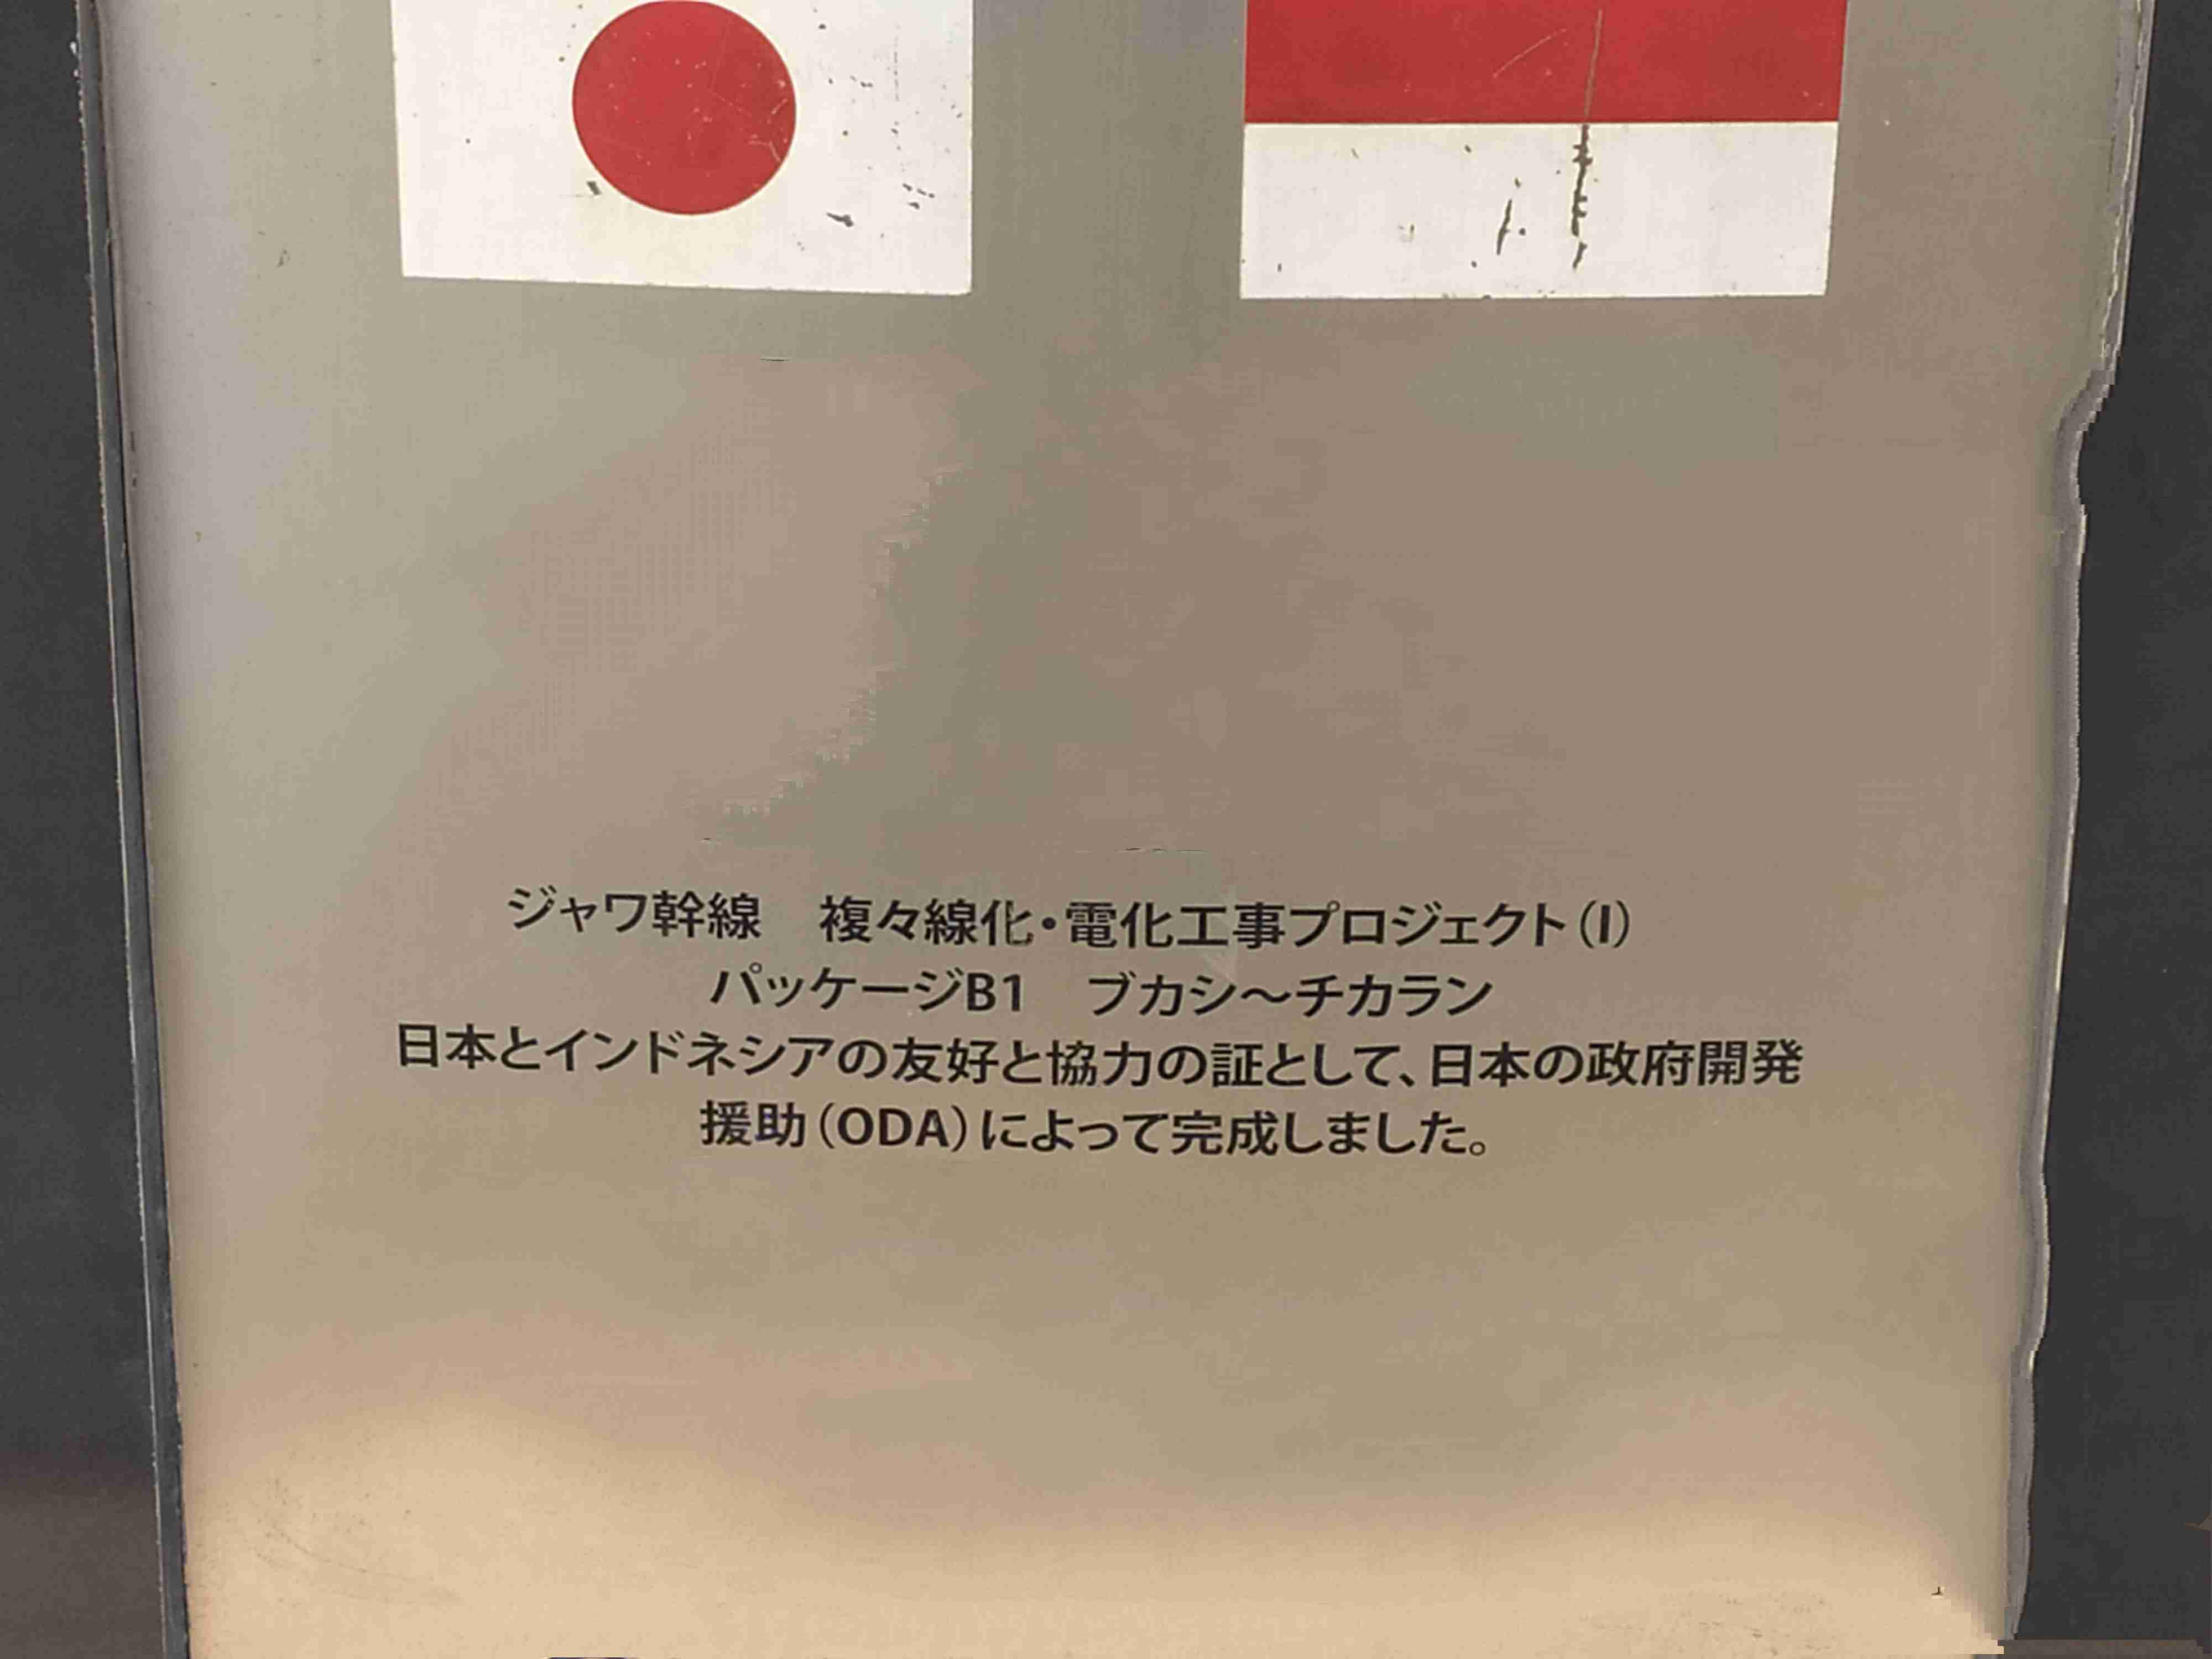 ジャワ幹線　複々線化・電化工事プロジェクト（I）
パッケージB1　ブカシ～チカラン
日本とインドネシアの友好と協力の証として、日本の政府開発
援助（ODA）によって完成しました。